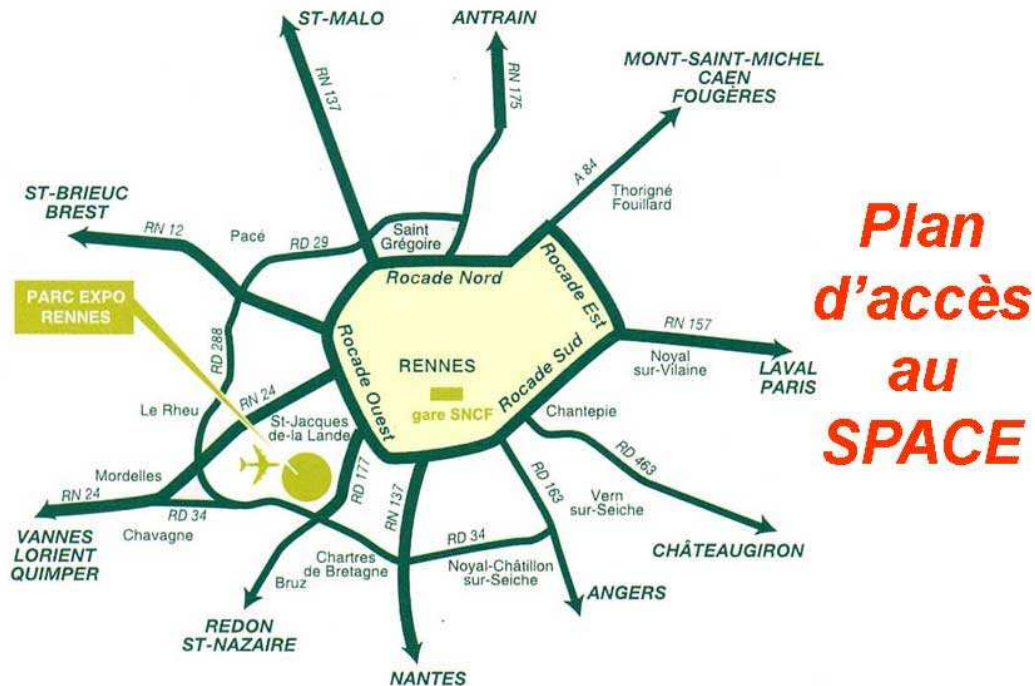 ST-MALO
ANTRAIN
MONT-SAINT-MICHEL
CAEN
FOUGÈRES
RN 137
RN 175
A 84
Thorigné
Fouillard
ST-BRIEUC
BREST
RN 12
Pacé
RD 29
Saint
Grégoire
Rocade Nord
Rocade Est
PARC EXPO
RENNES
RD 288
Rocade Ouest
RENNES
gare SNCF
Rocade Sud
RN 157
Noyal
sur-Vilaine
LAVAL
PARIS
Plan
d'accès
au
SPACE
Le Rheu
RN 24
St-Jacques
de-la Lande
Chantepie
Mordelles
RN 24
RD 34
Chavagne
VANNES
LORIENT
QUIMPER
RD 177
RN 137
RD 163
RD 463
Vern
sur-Seiche
CHÂTEAUGIRON
Chartres
de Bretagne
RD 34
Noyal-Châtillon
sur-Seiche
Bruz
ANGERS
REDON
ST-NAZAIRE
NANTES